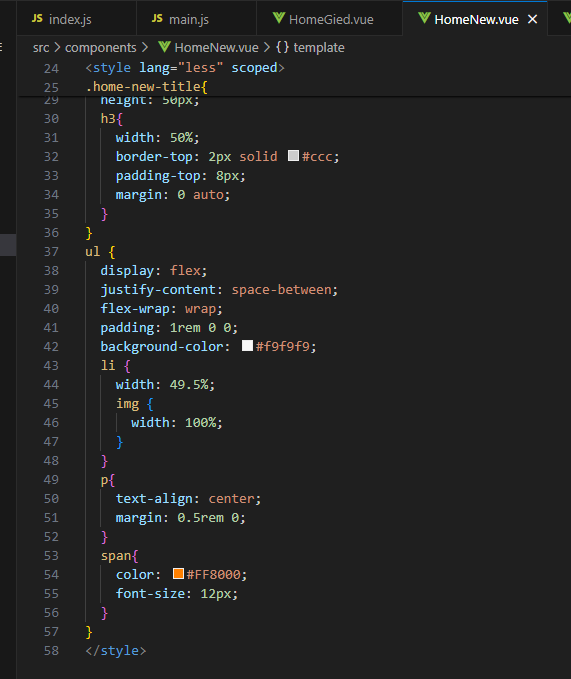 index.js main.js HomeGied.vue HomeNew.vue
src > components > HomeNew.vue > {} template
24 <style lang="less" scoped>
25 .home-new-title{
29 height: 50px;
30 h3{
31 width: 50%;
32 border-top: 2px solid #ccc;
33 padding-top: 8px;
34 margin: 0 auto;
35 }
36 }
37 ul {
38 display: flex;
39 justify-content: space-between;
40 flex-wrap: wrap;
41 padding: 1rem 0 0;
42 background-color: #f9f9f9;
43 li {
44 width: 49.5%;
45 img {
46 width: 100%;
47 }
48 }
49 p{
50 text-align: center;
51 margin: 0.5rem 0;
52 }
53 span{
54 color: #FF8000;
55 font-size: 12px;
56 }
57 }
58 </style>